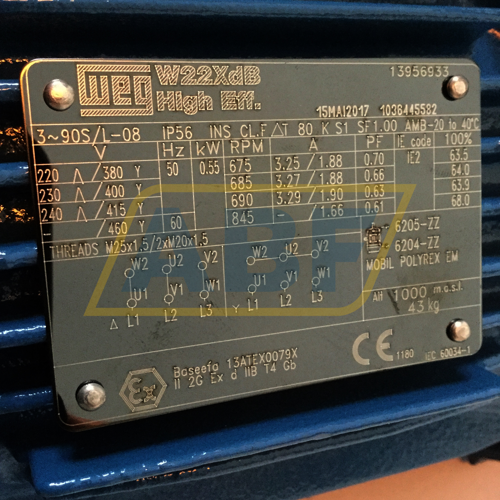 WEG W22XdB
High Eff.
13956933
15MAI2017 1036445582
3~90S/L-08 IP56 INS CL.F ΔT 80 K S1 SF1.00 AMB-20 to 40°C
V Hz kW RPM A PF IE code 100%
220 Δ/380 Y 50 0.55 675 3.25/1.88 0.70 IE2 63.5
230 Δ/400 Y 685 3.27/1.88 0.66 64.0
240 Δ/415 Y 690 3.29/1.90 0.63 63.9
-/460 Y 60 845 -/1.66 0.61 68.0
THREADS M25x1.5/2xM20x1.5
6205-ZZ
6204-ZZ
MOBIL POLYREX EM
W2 U2 V2
U1 V1 W1
Δ L1 L2 L3
W2 U2 V2
U1 V1 W1
Y L1 L2 L3
ABF
AH 1000 m.a.s.l.
43 kg
Ex
Baseefa 13ATEX0079X
II 2G Ex d IIB T4 Gb
CE 1180 IEC 60034-1